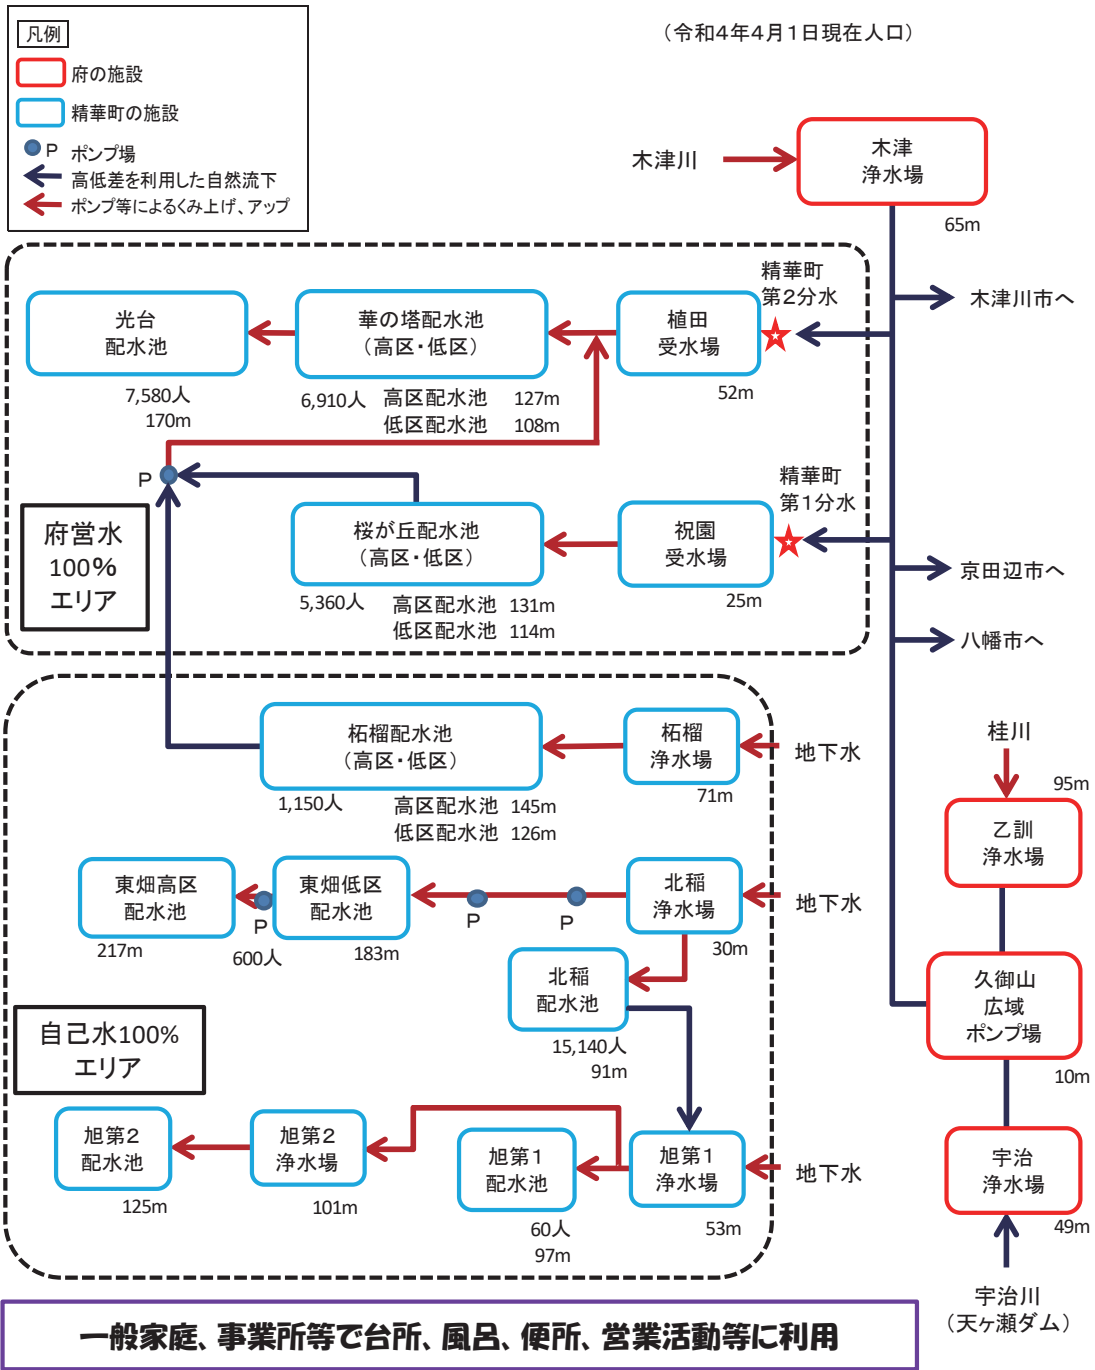 凡例
府の施設
精華町の施設
P ポンプ場
高低差を利用した自然流下
ポンプ等によるくみ上げ、アップ
（令和4年4月1日現在人口）
木津川
木津
浄水場
65m
木津川市へ
精華町
第2分水
光台
配水池
7,580人
170m
華の塔配水池
（高区・低区）
6,910人
高区配水池 127m
低区配水池 108m
植田
受水場
52m
P
精華町
第1分水
府営水
100%
エリア
桜が丘配水池
（高区・低区）
5,360人
高区配水池 131m
低区配水池 114m
祝園
受水場
25m
京田辺市へ
八幡市へ
柘榴配水池
（高区・低区）
1,150人
高区配水池 145m
低区配水池 126m
柘榴
浄水場
71m
地下水
桂川
95m
乙訓
浄水場
東畑高区
配水池
217m
P
600人
東畑低区
配水池
183m
P
P
北稲
浄水場
30m
地下水
北稲
配水池
15,140人
91m
久御山
広域
ポンプ場
10m
自己水100%
エリア
旭第2
配水池
125m
旭第2
浄水場
101m
旭第1
配水池
60人
97m
旭第1
浄水場
53m
地下水
宇治
浄水場
49m
宇治川
（天ヶ瀬ダム）
一般家庭、事業所等で台所、風呂、便所、営業活動等に利用